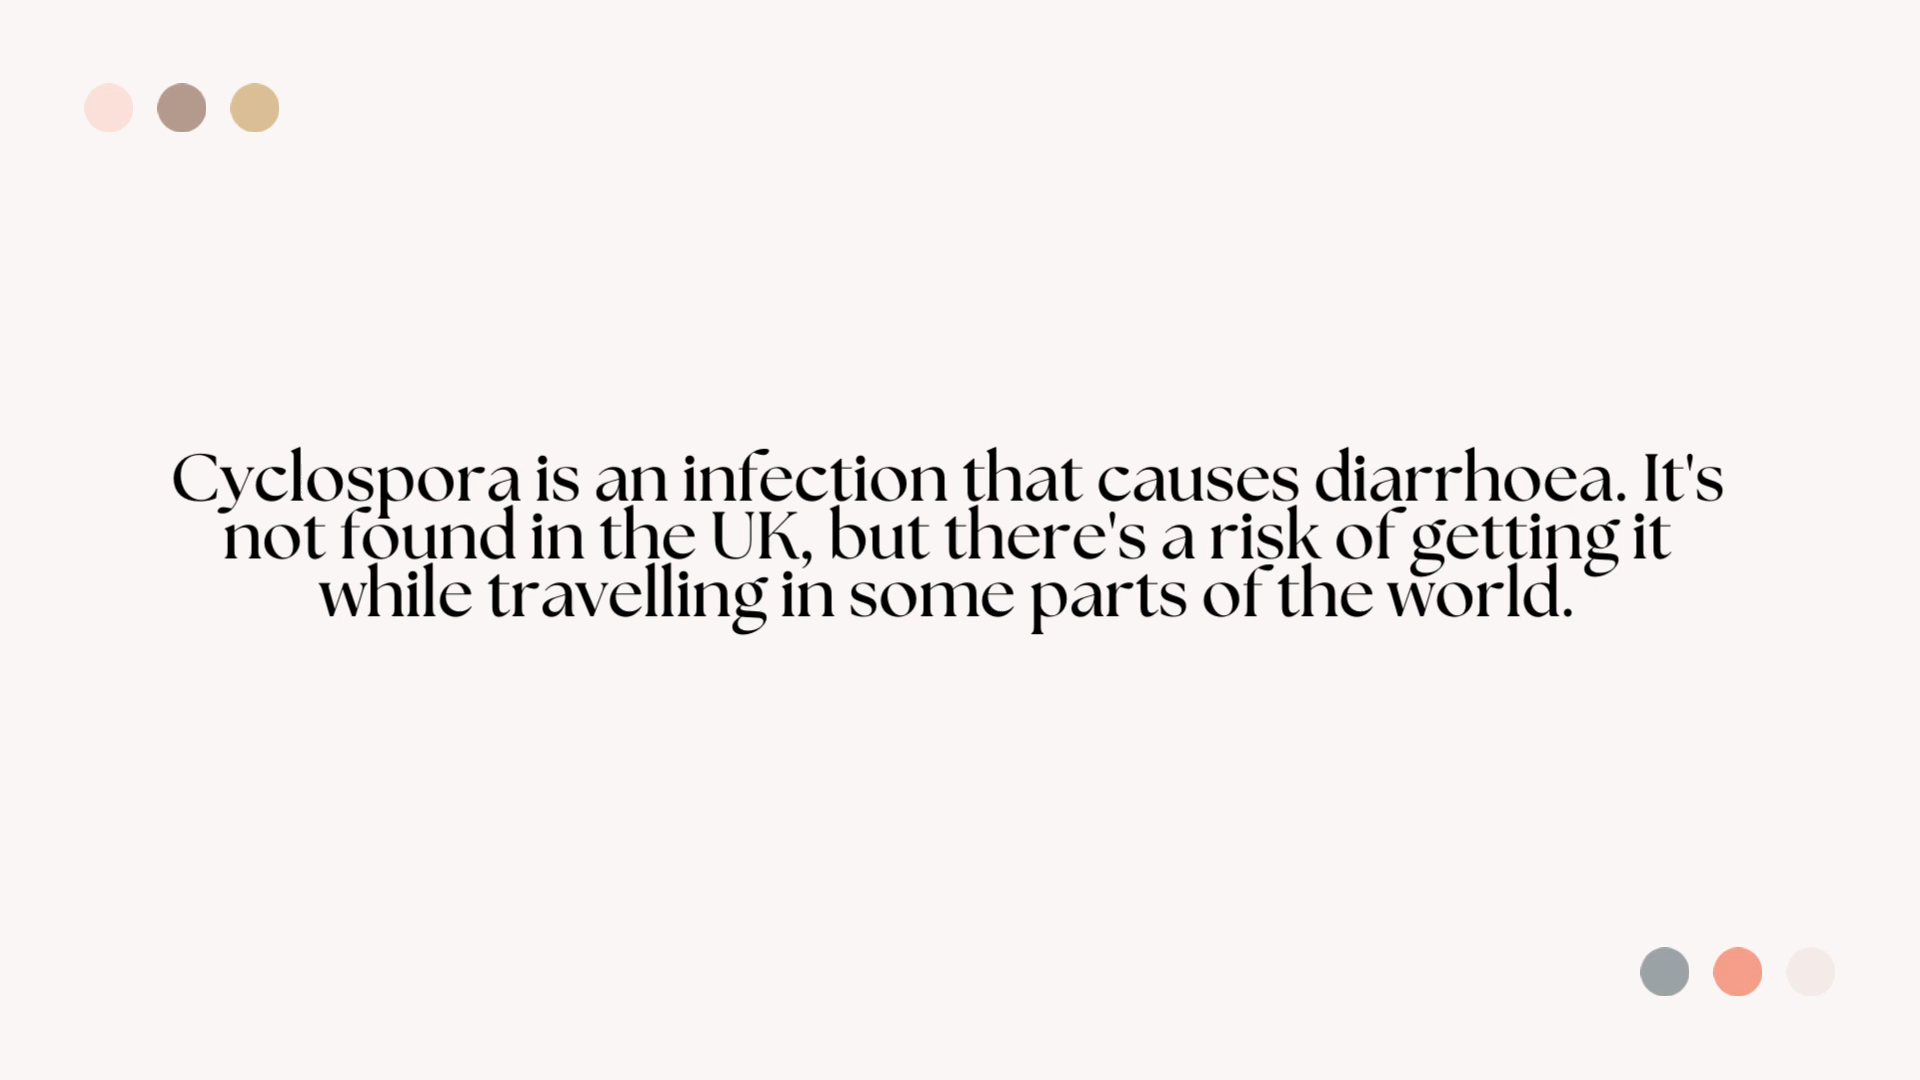 Cyclospora is an infection that causes diarrhoea. It's
not found in the UK, but there's a risk of getting it
while travelling in some parts of the world.